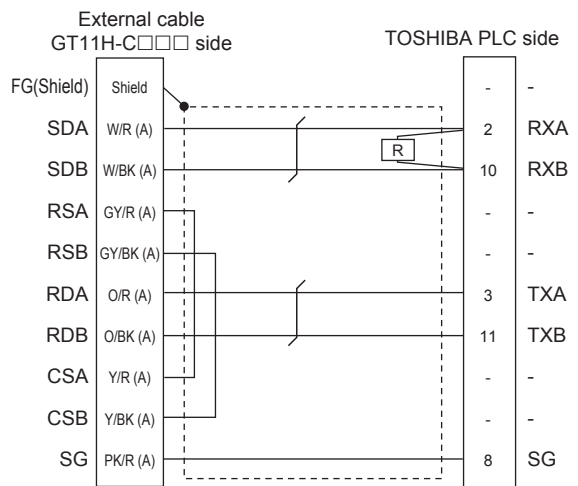 External cable
GT11H-C□□□ side
TOSHIBA PLC side
FG(Shield) Shield - -
SDA W/R (A) 2 RXA
R
SDB W/BK (A) 10 RXB
RSA GY/R (A) - -
RSB GY/BK (A) - -
RDA O/R (A) 3 TXA
RDB O/BK (A) 11 TXB
CSA Y/R (A) - -
CSB Y/BK (A) - -
SG PK/R (A) 8 SG